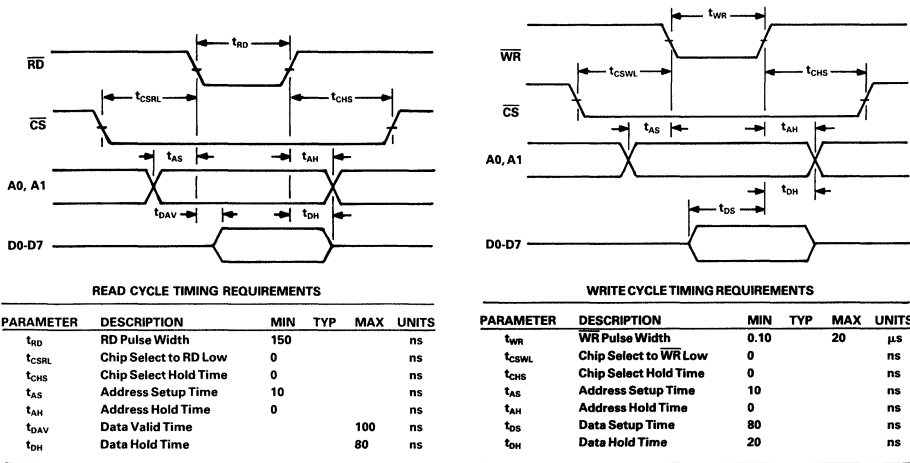 tRD
RD
tCSRL
tCHS
CS
tAS
tAH
A0, A1
tDAV
tDH
D0-D7
READ CYCLE TIMING REQUIREMENTS
PARAMETER DESCRIPTION MIN TYP MAX UNITS
tRD RD Pulse Width 150 ns
tCSRL Chip Select to RD Low 0 ns
tCHS Chip Select Hold Time 0 ns
tAS Address Setup Time 10 ns
tAH Address Hold Time 0 ns
tDAV Data Valid Time 100 ns
tDH Data Hold Time 80 ns
tWR
WR
tCSWL
tCHS
CS
tAS
tAH
A0, A1
tDH
tDS
D0-D7
WRITE CYCLE TIMING REQUIREMENTS
PARAMETER DESCRIPTION MIN TYP MAX UNITS
tWR WR Pulse Width 0.10 20 μs
tCSWL Chip Select to WR Low 0 ns
tCHS Chip Select Hold Time 0 ns
tAS Address Setup Time 10 ns
tAH Address Hold Time 0 ns
tDS Data Setup Time 80 ns
tDH Data Hold Time 20 ns